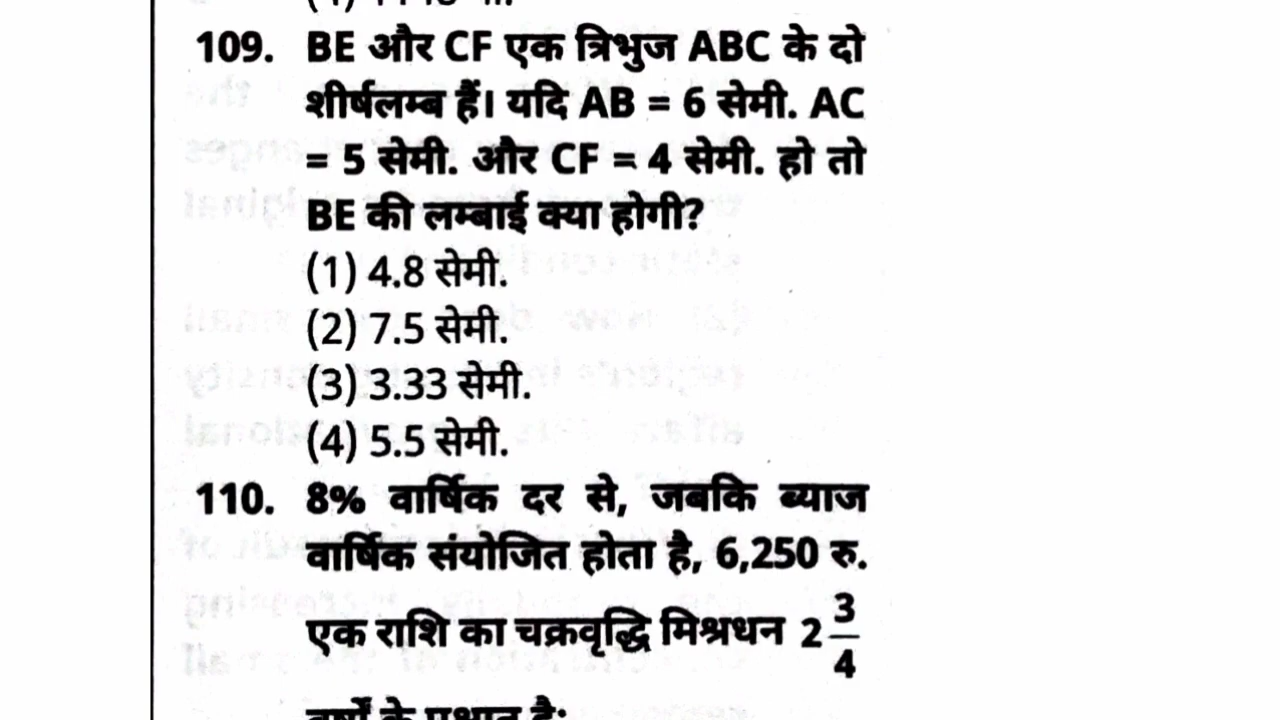 109. BE और CF एक त्रिभुज ABC के दो
शीर्षलम्ब हैं। यदि AB = 6 सेमी. AC
= 5 सेमी. और CF = 4 सेमी. हो तो
BE की लम्बाई क्या होगी?
(1) 4.8 सेमी.
(2) 7.5 सेमी.
(3) 3.33 सेमी.
(4) 5.5 सेमी.
110. 8% वार्षिक दर से, जबकि ब्याज
वार्षिक संयोजित होता है, 6,250 रु.
एक राशि का चक्रवृद्धि मिश्रधन 2 3/4
वर्षों के पश्चात है: